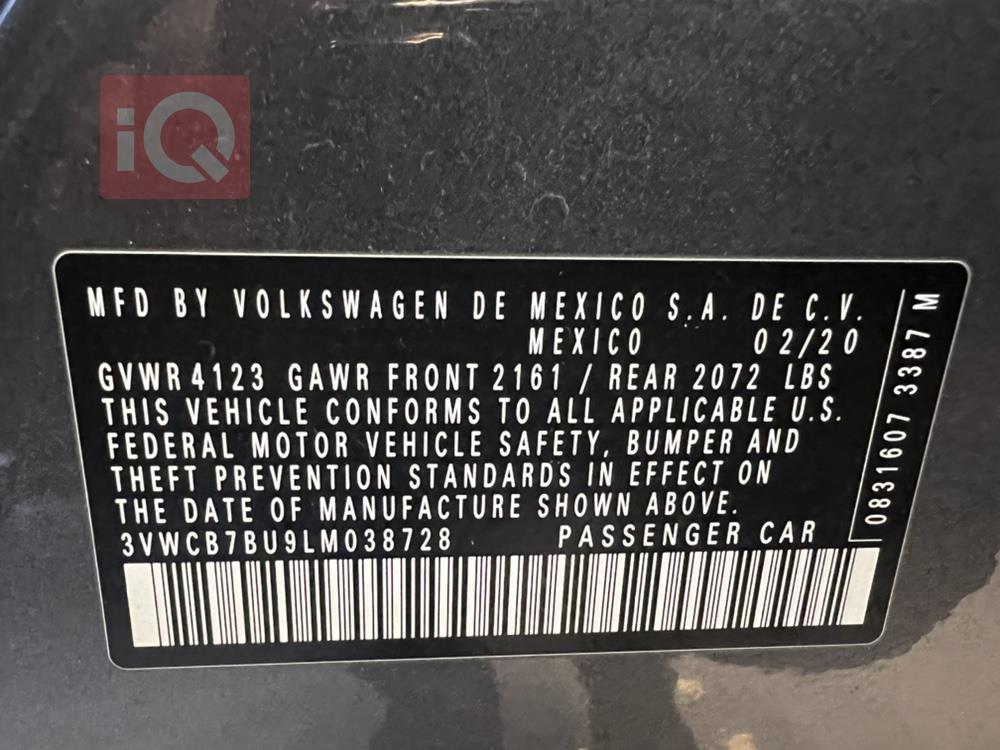 iQ
MFD BY VOLKSWAGEN DE MEXICO S.A. DE C.V.
MEXICO 02/20
GVWR 4123 GAWR FRONT 2161 / REAR 2072 LBS
THIS VEHICLE CONFORMS TO ALL APPLICABLE U.S.
FEDERAL MOTOR VEHICLE SAFETY, BUMPER AND
THEFT PREVENTION STANDARDS IN EFFECT ON
THE DATE OF MANUFACTURE SHOWN ABOVE.
3VWCB7BU9LM038728 PASSENGER CAR
0831607 3387 M